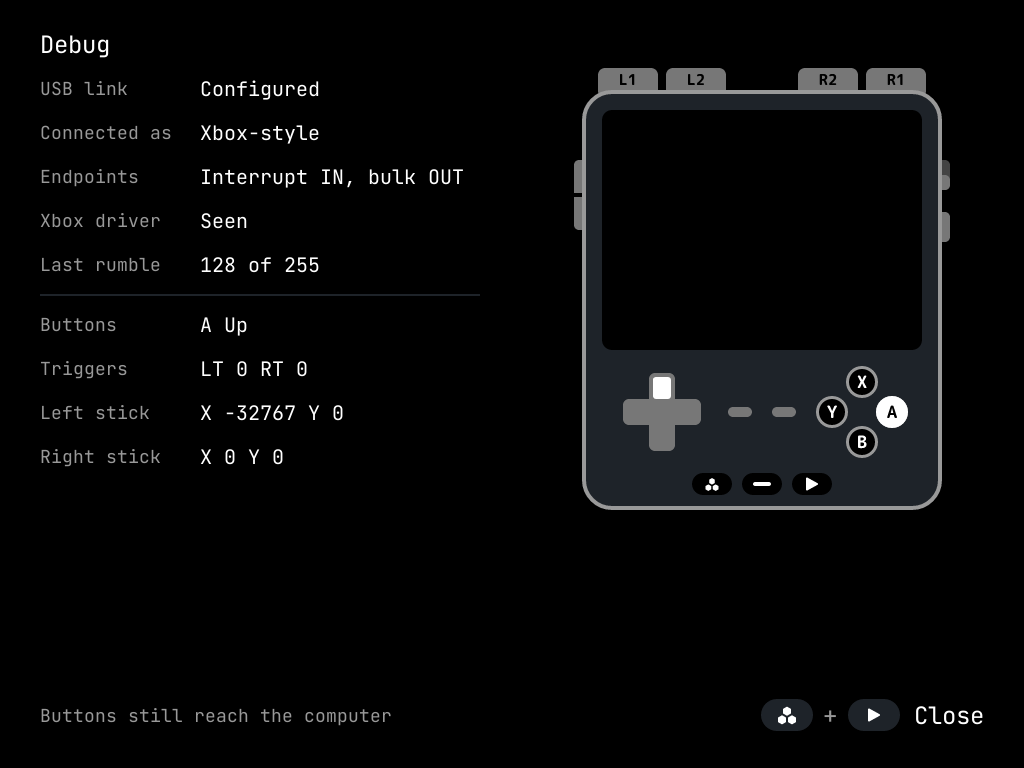 Debug
USB link Configured
Connected as Xbox-style
Endpoints Interrupt IN, bulk OUT
Xbox driver Seen
Last rumble 128 of 255
Buttons A Up
Triggers LT 0 RT 0
Left stick X -32767 Y 0
Right stick X 0 Y 0
L1 L2 R2 R1
X
Y A
B
Buttons still reach the computer
+ Close